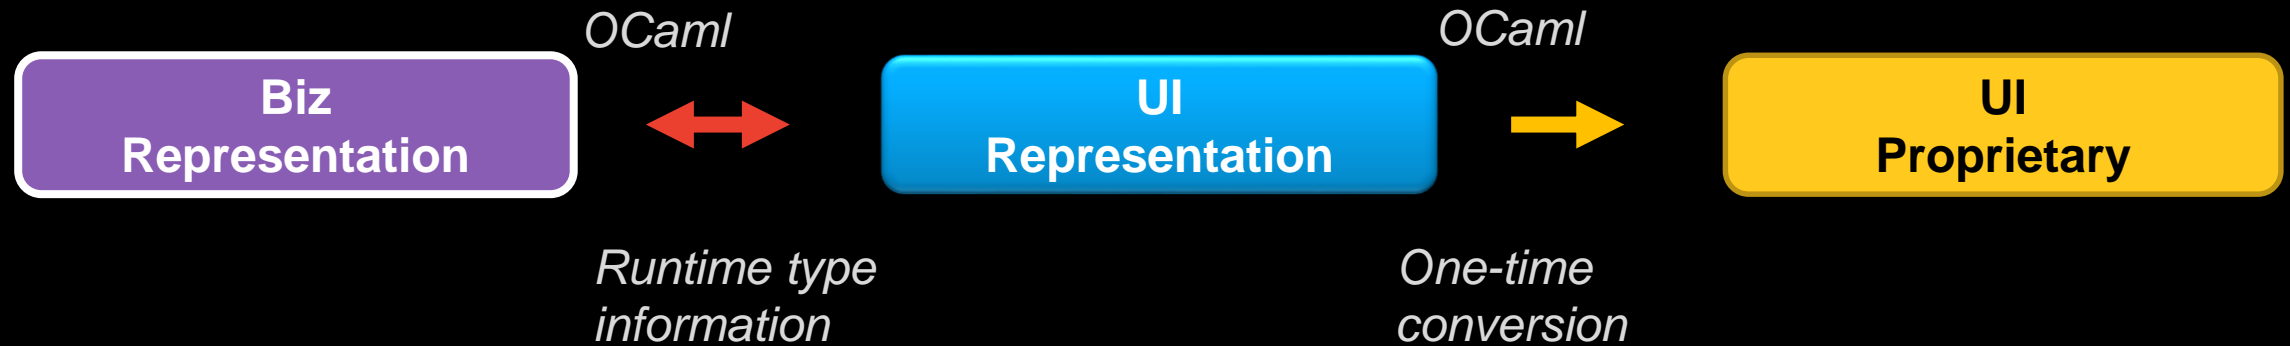 OCaml
OCaml
Biz
Representation
UI
Representation
UI
Proprietary
Runtime type
information
One-time
conversion